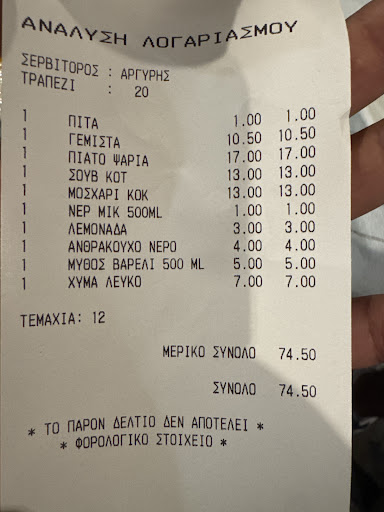 ΑΝΑΛΥΣΗ ΛΟΓΑΡΙΑΣΜΟΥ
ΣΕΡΒΙΤΟΡΟΣ : ΑΡΓΥΡΗΣ
ΤΡΑΠΕΖΙ : 20
1 ΠΙΤΑ 1.00 1.00
1 ΓΕΜΙΣΤΑ 10.50 10.50
1 ΠΙΑΤΟ ΨΑΡΙΑ 17.00 17.00
1 ΣΟΥΒ ΚΟΤ 13.00 13.00
1 ΜΟΣΧΑΡΙ ΚΟΚ 13.00 13.00
1 ΝΕΡ ΜΙΚ 500ML 1.00 1.00
1 ΛΕΜΟΝΑΔΑ 3.00 3.00
1 ΑΝΘΡΑΚΟΥΧΟ ΝΕΡΟ 4.00 4.00
1 ΜΥΘΟΣ ΒΑΡΕΛΙ 500 ML 5.00 5.00
1 ΧΥΜΑ ΛΕΥΚΟ 7.00 7.00
ΤΕΜΑΧΙΑ: 12
ΜΕΡΙΚΟ ΣΥΝΟΛΟ 74.50
ΣΥΝΟΛΟ 74.50
* ΤΟ ΠΑΡΟΝ ΔΕΛΤΙΟ ΔΕΝ ΑΠΟΤΕΛΕΙ *
* ΦΟΡΟΛΟΓΙΚΟ ΣΤΟΙΧΕΙΟ *